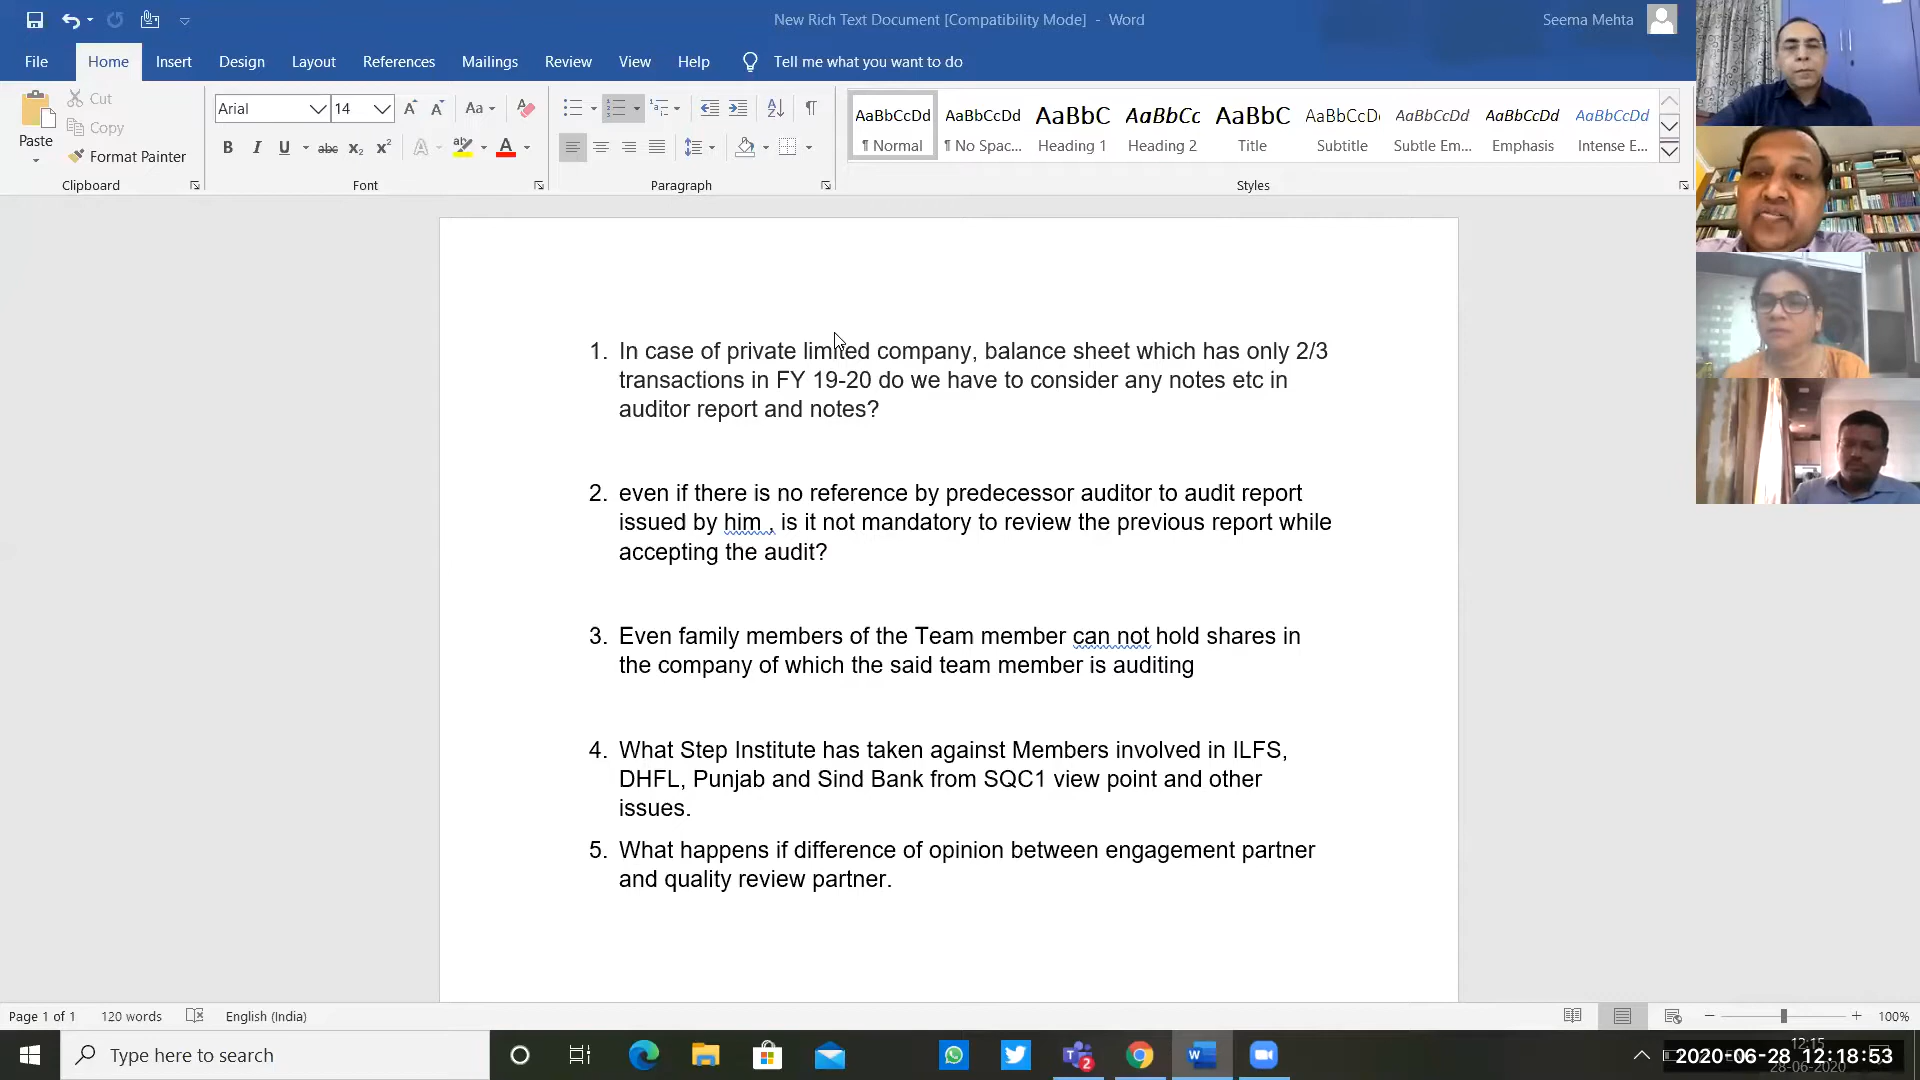 New Rich Text Document [Compatibility Mode] - Word
Seema Mehta
File Home Insert Design Layout References Mailings Review View Help Tell me what you want to do
Paste
Cut
Copy
Format Painter
Clipboard
Arial 14
Font
Paragraph
AaBbCcDd AaBbCcDd AaBbC AaBbCc AaBbC AaBbCcDd AaBbCcDd AaBbCcDd AaBbCcDd
¶ Normal ¶ No Spac... Heading 1 Heading 2 Title Subtitle Subtle Em... Emphasis Intense E...
Styles
1. In case of private limited company, balance sheet which has only 2/3
transactions in FY 19-20 do we have to consider any notes etc in
auditor report and notes?
2. even if there is no reference by predecessor auditor to audit report
issued by him , is it not mandatory to review the previous report while
accepting the audit?
3. Even family members of the Team member can not hold shares in
the company of which the said team member is auditing
4. What Step Institute has taken against Members involved in ILFS,
DHFL, Punjab and Sind Bank from SQC1 view point and other
issues.
5. What happens if difference of opinion between engagement partner
and quality review partner.
Page 1 of 1 120 words English (India)
100%
Type here to search
12:15
2020-06-28 12:18:53
28-06-2020